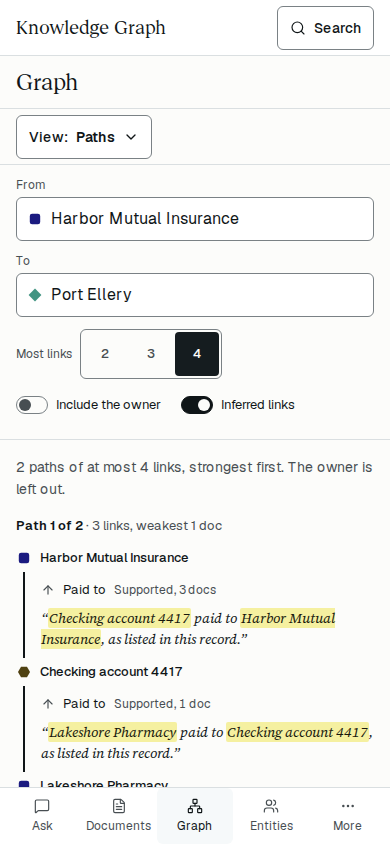 Knowledge Graph
Search
Graph
View: Paths
From
Harbor Mutual Insurance
To
Port Ellery
Most links
2
3
4
Include the owner
Inferred links
2 paths of at most 4 links, strongest first. The owner is
left out.
Path 1 of 2 · 3 links, weakest 1 doc
Harbor Mutual Insurance
Paid to Supported, 3 docs
“Checking account 4417 paid to Harbor Mutual
Insurance, as listed in this record.”
Checking account 4417
Paid to Supported, 1 doc
“Lakeshore Pharmacy paid to Checking account 4417,
as listed in this record.”
Lakeshore Pharmacy
Ask
Documents
Graph
Entities
More